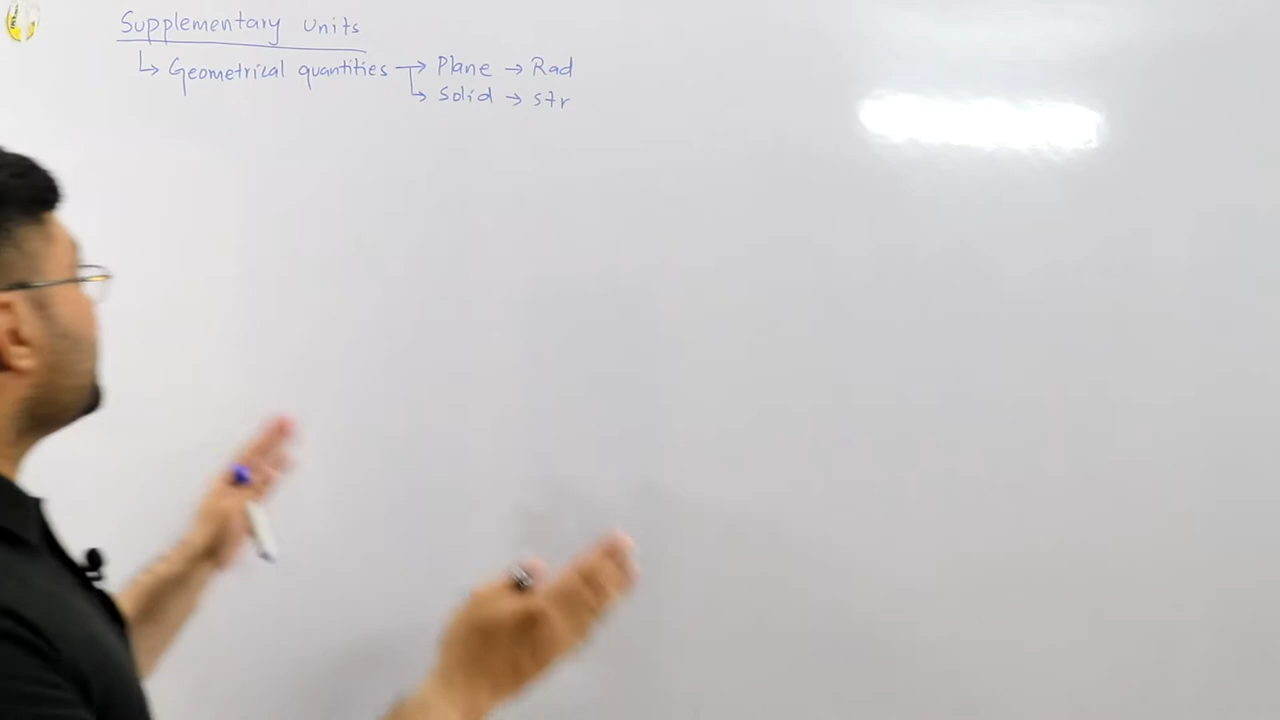 Supplementary units
↳ Geometrical quantities → Plane → Rad
↳ Solid → str